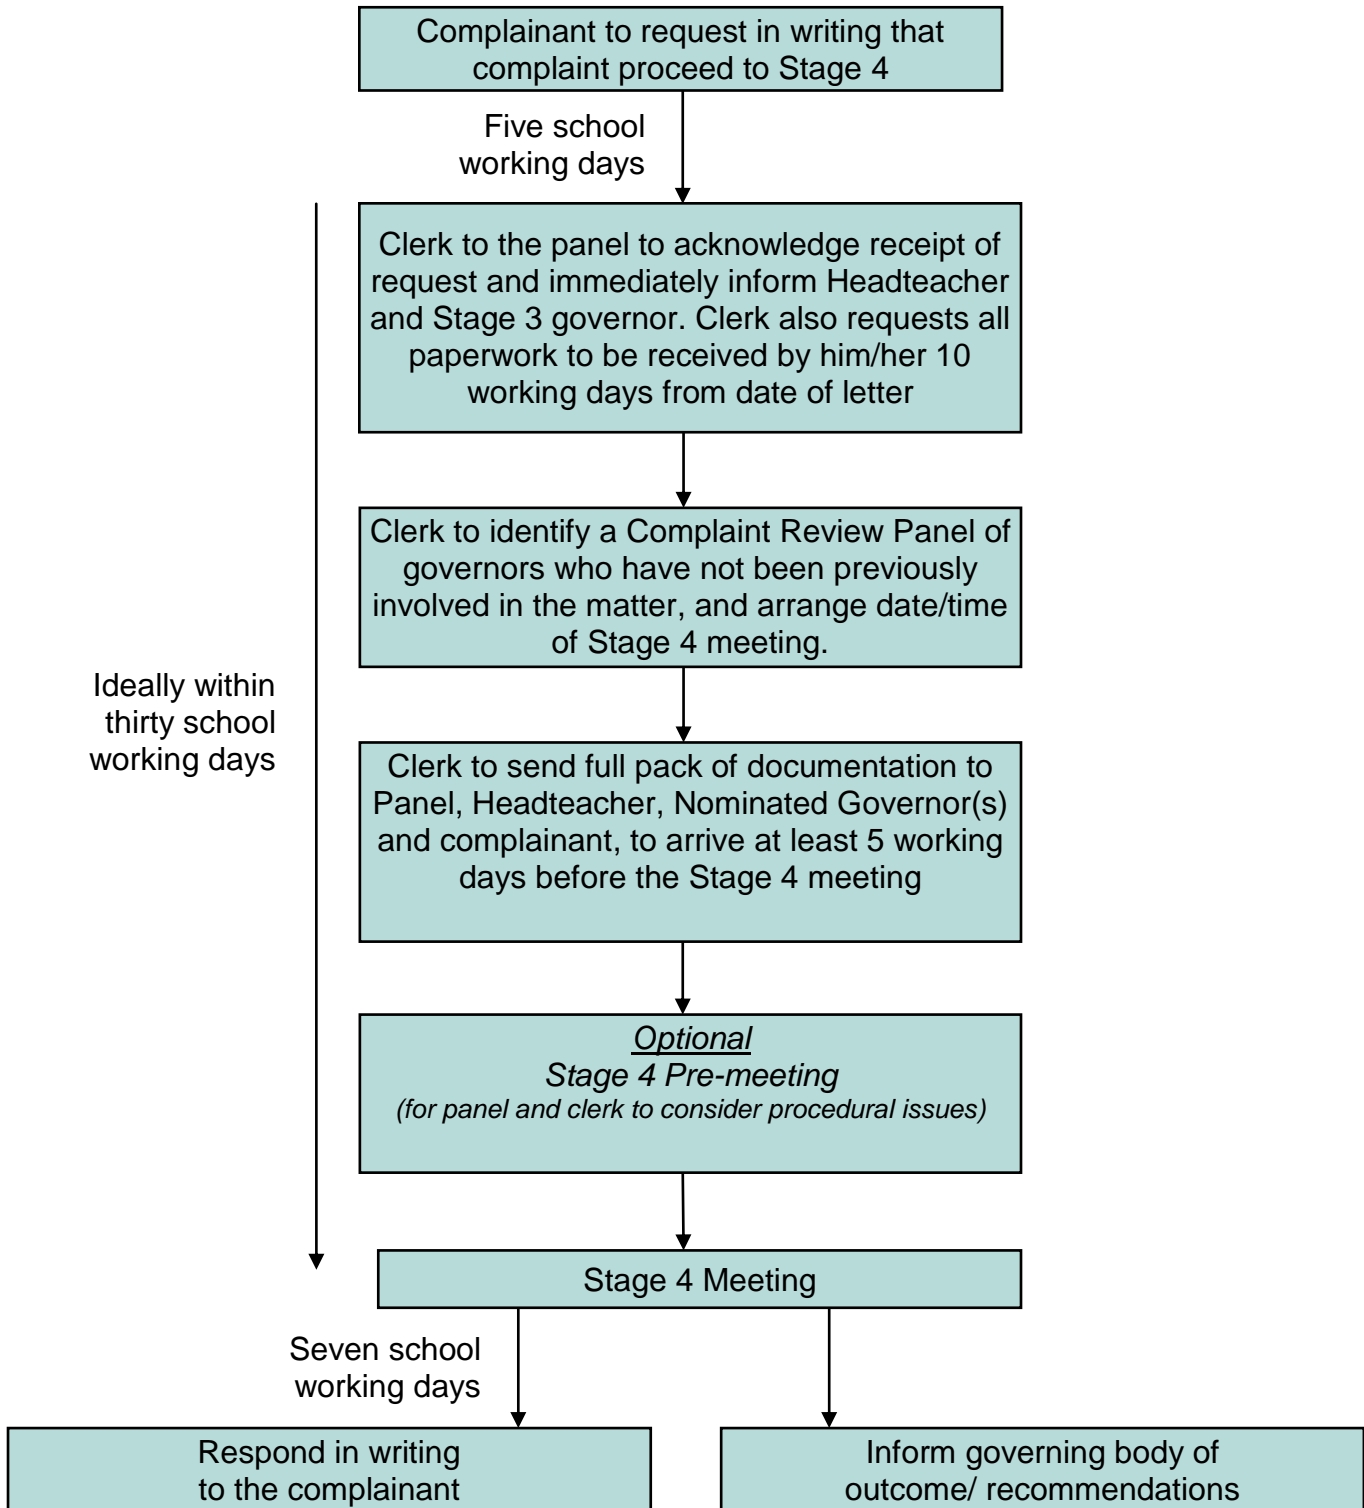 Complainant to request in writing that
complaint proceed to Stage 4
Five school
working days
Clerk to the panel to acknowledge receipt of
request and immediately inform Headteacher
and Stage 3 governor. Clerk also requests all
paperwork to be received by him/her 10
working days from date of letter
Clerk to identify a Complaint Review Panel of
governors who have not been previously
involved in the matter, and arrange date/time
of Stage 4 meeting.
Ideally within
thirty school
working days
Clerk to send full pack of documentation to
Panel, Headteacher, Nominated Governor(s)
and complainant, to arrive at least 5 working
days before the Stage 4 meeting
Optional
Stage 4 Pre-meeting
(for panel and clerk to consider procedural issues)
Stage 4 Meeting
Seven school
working days
Respond in writing
to the complainant
Inform governing body of
outcome/ recommendations